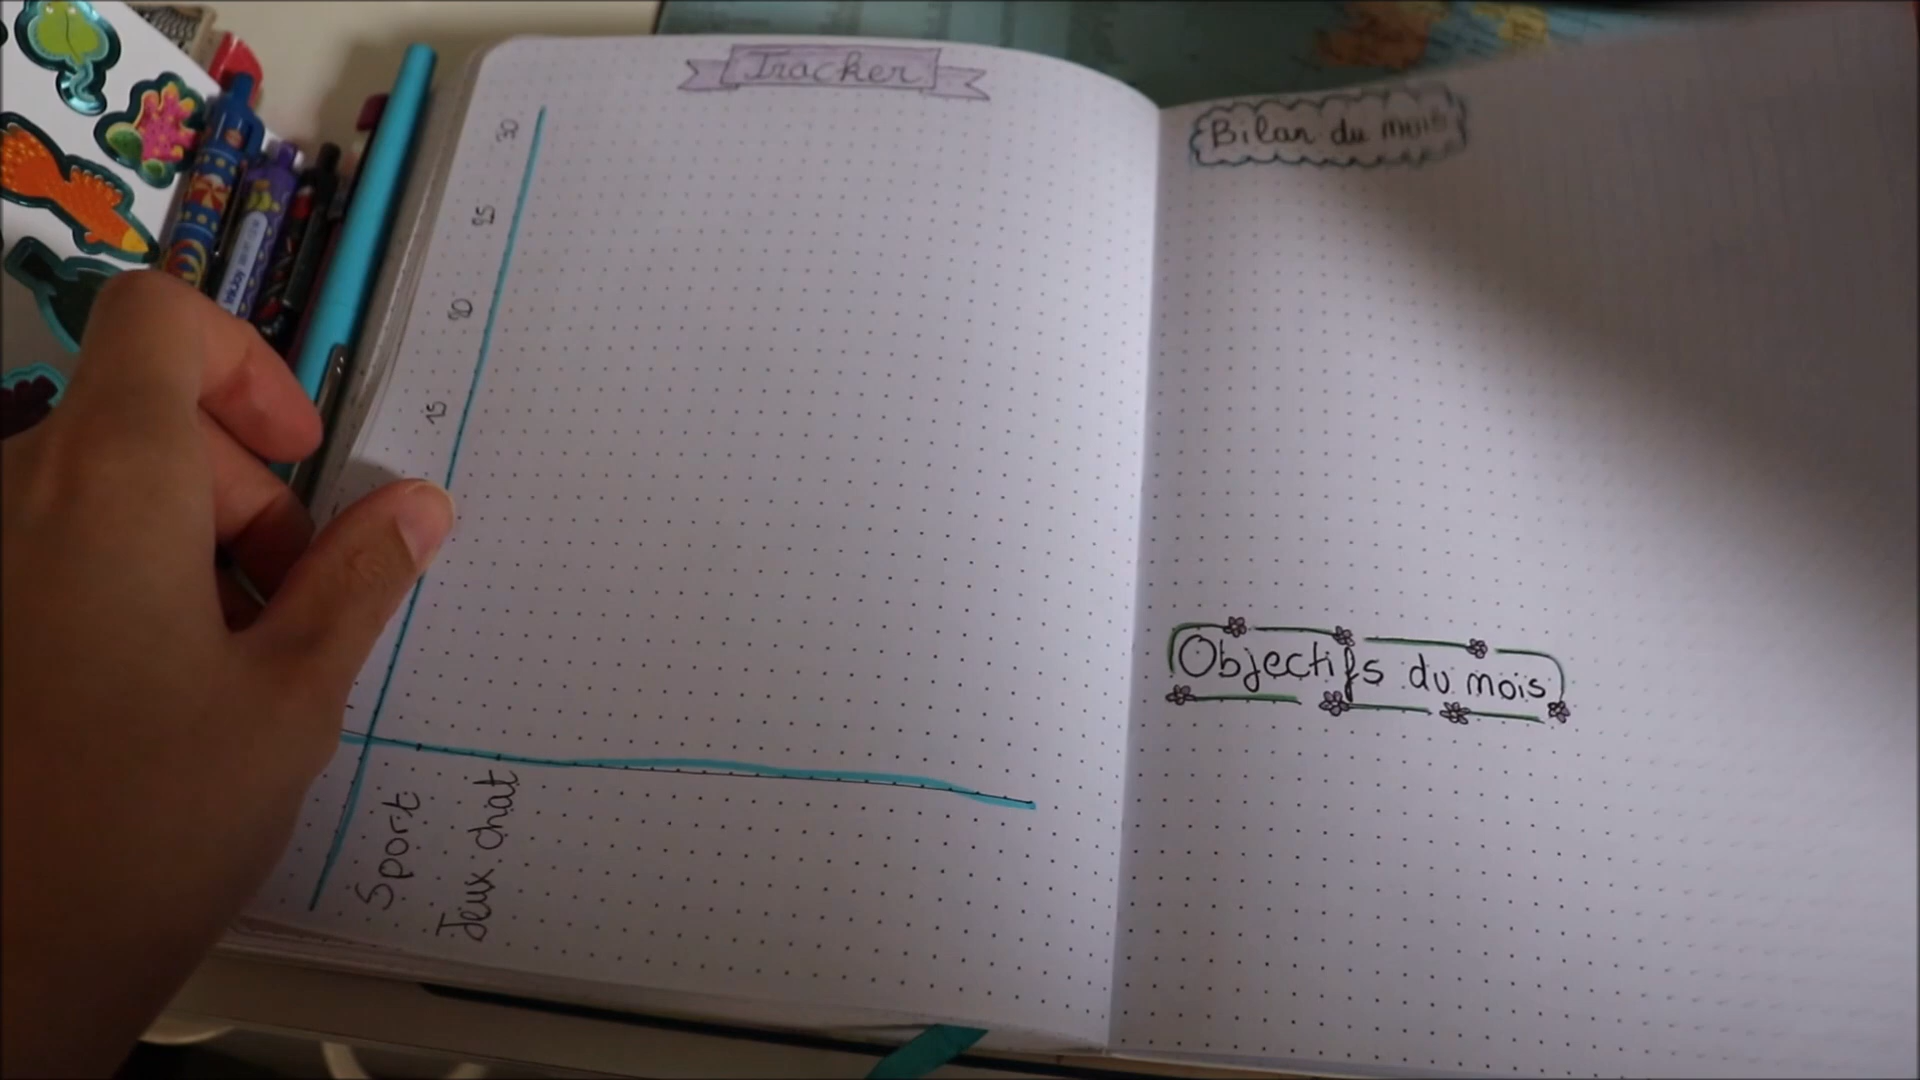 Tracker
30
25
20
15
Sport
Jeux chat
Bilan du mois
Objectifs du mois